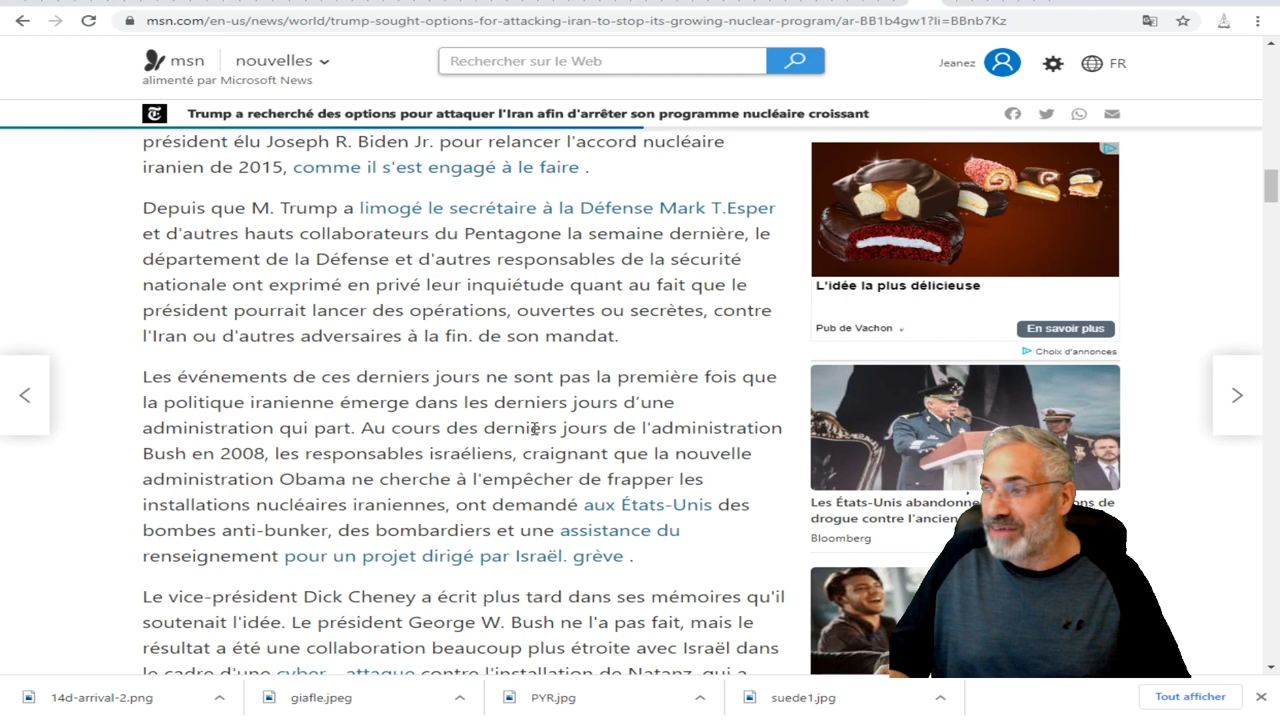 msn.com/en-us/news/world/trump-sought-options-for-attacking-iran-to-stop-its-growing-nuclear-program/ar-BB1b4gw1?li=BBnb7Kz
msn nouvelles
alimenté par Microsoft News
Rechercher sur le Web
Jeanez
FR
Trump a recherché des options pour attaquer l'Iran afin d'arrêter son programme nucléaire croissant
président élu Joseph R. Biden Jr. pour relancer l'accord nucléaire
iranien de 2015, comme il s'est engagé à le faire .
Depuis que M. Trump a limogé le secrétaire à la Défense Mark T.Esper
et d'autres hauts collaborateurs du Pentagone la semaine dernière, le
département de la Défense et d'autres responsables de la sécurité
nationale ont exprimé en privé leur inquiétude quant au fait que le
président pourrait lancer des opérations, ouvertes ou secrètes, contre
l'Iran ou d'autres adversaires à la fin. de son mandat.
Les événements de ces derniers jours ne sont pas la première fois que
la politique iranienne émerge dans les derniers jours d’une
administration qui part. Au cours des derniers jours de l'administration
Bush en 2008, les responsables israéliens, craignant que la nouvelle
administration Obama ne cherche à l'empêcher de frapper les
installations nucléaires iraniennes, ont demandé aux États-Unis des
bombes anti-bunker, des bombardiers et une assistance du
renseignement pour un projet dirigé par Israël. grève .
Le vice-président Dick Cheney a écrit plus tard dans ses mémoires qu'il
soutenait l'idée. Le président George W. Bush ne l'a pas fait, mais le
résultat a été une collaboration beaucoup plus étroite avec Israël dans
le cadre d'une cyber - attaque contre l'installation de Natanz, qui a
L'idée la plus délicieuse
Pub de Vachon
En savoir plus
Choix d'annonces
Les États-Unis abandonne ns de
drogue contre l'ancien
Bloomberg
14d-arrival-2.png
giafle.jpeg
PYR.jpg
suede1.jpg
Tout afficher